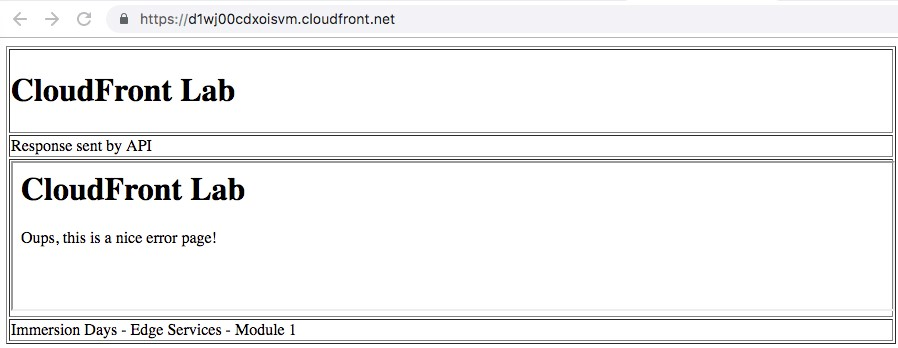 https://d1wj00cdxoisvm.cloudfront.net
CloudFront Lab
Response sent by API
CloudFront Lab
Oups, this is a nice error page!
Immersion Days - Edge Services - Module 1